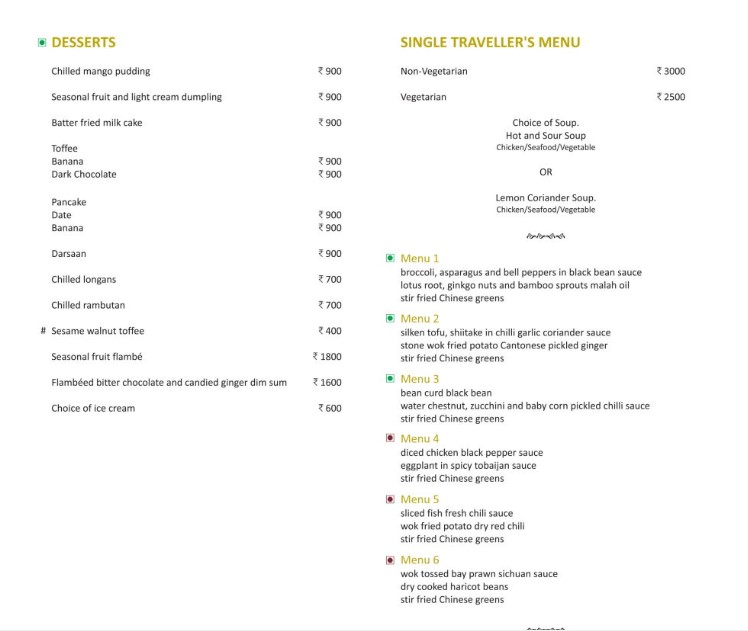 DESSERTS
Chilled mango pudding ₹ 900
Seasonal fruit and light cream dumpling ₹ 900
Batter fried milk cake ₹ 900
Toffee
Banana ₹ 900
Dark Chocolate ₹ 900
Pancake
Date ₹ 900
Banana ₹ 900
Darsaan ₹ 900
Chilled longans ₹ 700
Chilled rambutan ₹ 700
# Sesame walnut toffee ₹ 400
Seasonal fruit flambé ₹ 1800
Flambéed bitter chocolate and candied ginger dim sum ₹ 1600
Choice of ice cream ₹ 600
SINGLE TRAVELLER'S MENU
Non-Vegetarian ₹ 3000
Vegetarian ₹ 2500
Choice of Soup.
Hot and Sour Soup
Chicken/Seafood/Vegetable
OR
Lemon Coriander Soup.
Chicken/Seafood/Vegetable
Menu 1
broccoli, asparagus and bell peppers in black bean sauce
lotus root, ginkgo nuts and bamboo sprouts malah oil
stir fried Chinese greens
Menu 2
silken tofu, shiitake in chilli garlic coriander sauce
stone wok fried potato Cantonese pickled ginger
stir fried Chinese greens
Menu 3
bean curd black bean
water chestnut, zucchini and baby corn pickled chilli sauce
stir fried Chinese greens
Menu 4
diced chicken black pepper sauce
eggplant in spicy tobaijan sauce
stir fried Chinese greens
Menu 5
sliced fish fresh chili sauce
wok fried potato dry red chili
stir fried Chinese greens
Menu 6
wok tossed bay prawn sichuan sauce
dry cooked haricot beans
stir fried Chinese greens